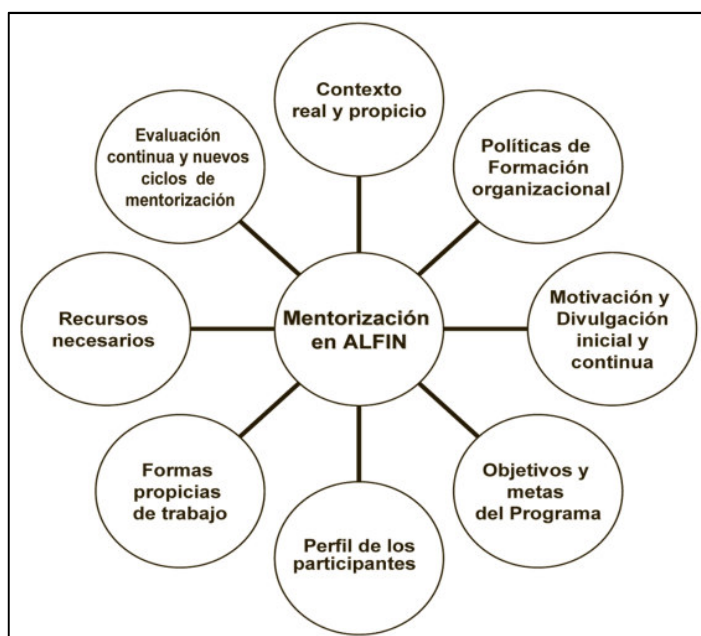 Contexto
real y propicio
Políticas de
Formación
organizacional
Motivación y
Divulgación
inicial y
continua
Objetivos y
metas
del Programa
Perfil de los
participantes
Formas
propicias
de trabajo
Recursos
necesarios
Evaluación
continua y nuevos
ciclos de
mentorización
Mentorización
en ALFIN